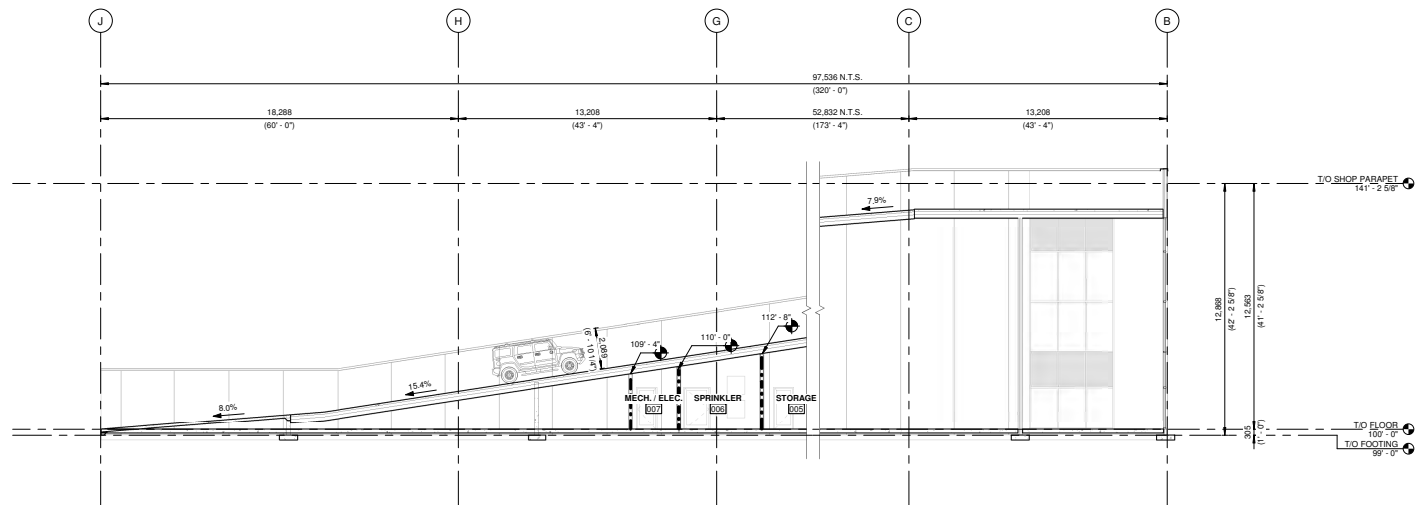 J
H
G
C
B
97,536 N.T.S.
(320' - 0")
18,288
(60' - 0")
13,208
(43' - 4")
52,832 N.T.S.
(173' - 4")
13,208
(43' - 4")
T/O SHOP PARAPET
141' - 2 5/8"
7.9%
12,868
(42' - 2 5/8")
12,563
(41' - 2 5/8")
112' - 8"
110' - 0"
109' - 4"
2,089
(6' - 10 1/4")
15.4%
8.0%
MECH. / ELEC.
007
SPRINKLER
006
STORAGE
005
305
(1' - 0")
T/O FLOOR
100' - 0"
T/O FOOTING
99' - 0"